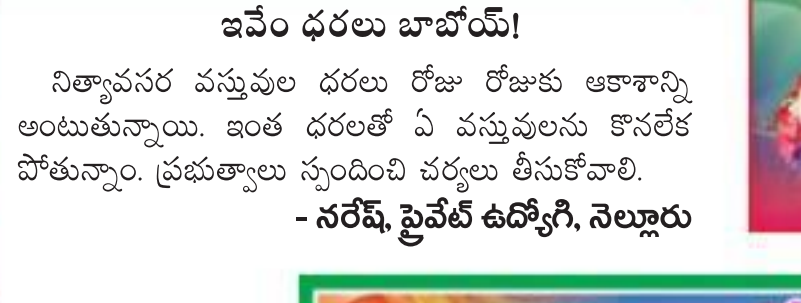 ఇవేం ధరలు బాబోయ్!
నిత్యావసర వస్తువుల ధరలు రోజు రోజుకు ఆకాశాన్ని
అంటుతున్నాయి. ఇంత ధరలతో ఏ వస్తువులను కొనలేక
పోతున్నాం. ప్రభుత్వాలు స్పందించి చర్యలు తీసుకోవాలి.
- నరేష్, ప్రైవేట్ ఉద్యోగి, నెల్లూరు